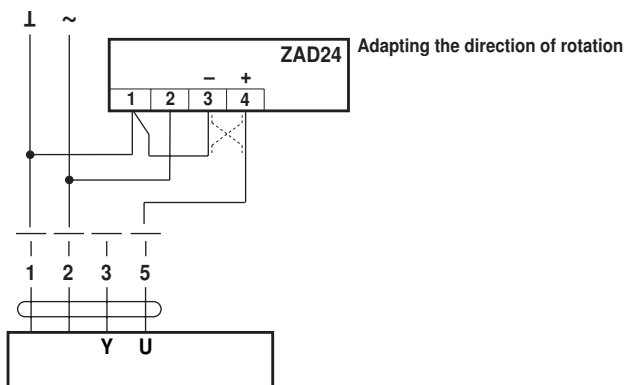 ⊥ ~
ZAD24 Adapting the direction of rotation
– +
1 2 3 4
1 2 3 5
Y U